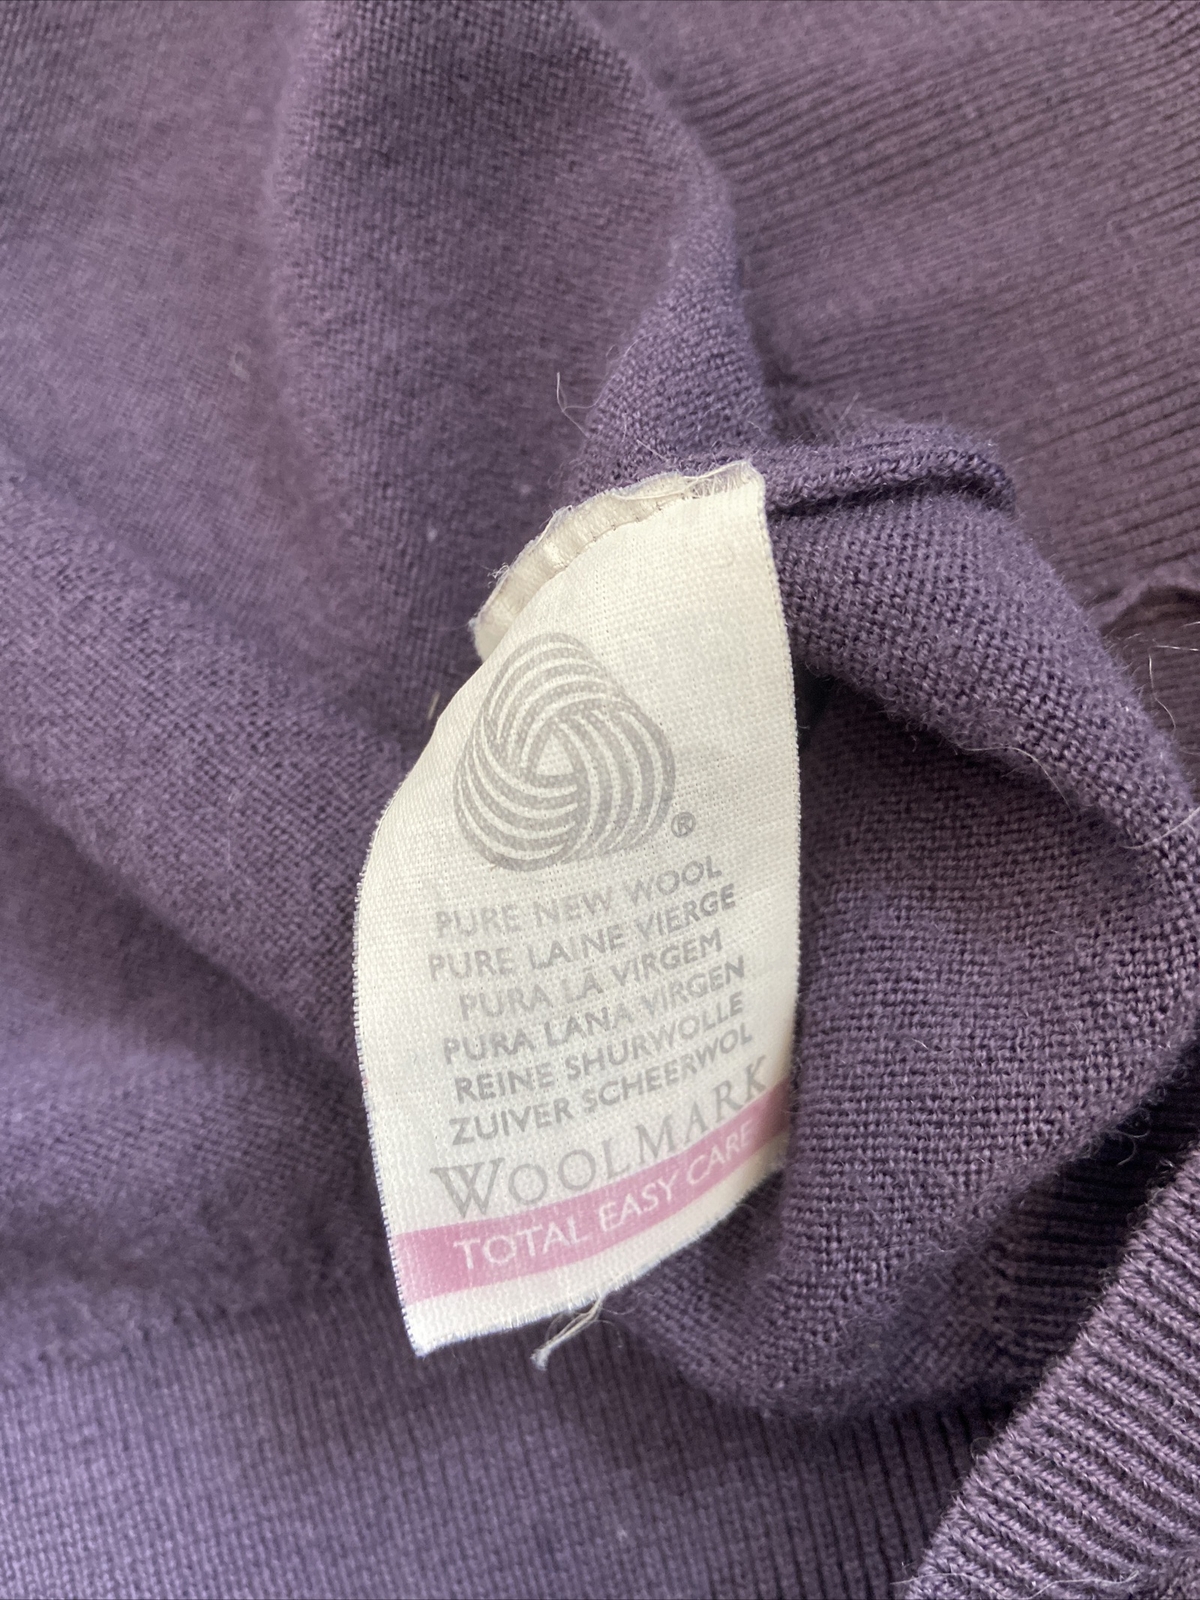 ®
PURE NEW WOOL
PURE LAINE VIERGE
PURA LÃ VIRGEM
PURA LANA VIRGEN
REINE SHURWOLLE
ZUIVER SCHEERWOL
WOOLMARK
TOTAL EASY CARE